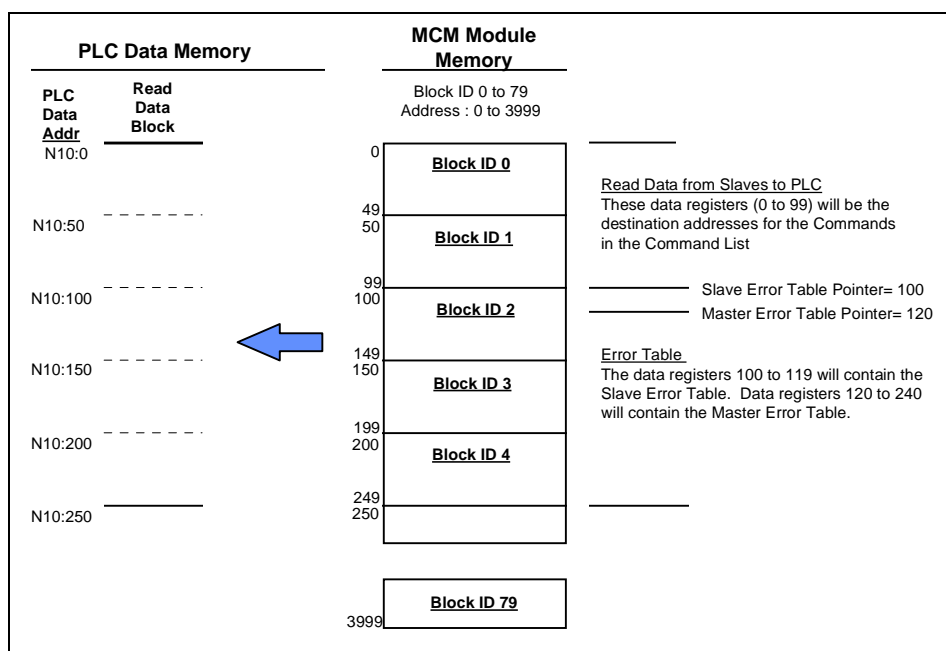 PLC Data Memory
MCM Module
Memory
PLC
Data
Addr
Read
Data
Block
Block ID 0 to 79
Address : 0 to 3999
N10:0
0
Block ID 0
Read Data from Slaves to PLC
These data registers (0 to 99) will be the
destination addresses for the Commands
in the Command List
49
N10:50
50
Block ID 1
99
N10:100
100
Block ID 2
Slave Error Table Pointer= 100
Master Error Table Pointer= 120
149
N10:150
150
Block ID 3
Error Table
The data registers 100 to 119 will contain the
Slave Error Table. Data registers 120 to 240
will contain the Master Error Table.
199
N10:200
200
Block ID 4
249
N10:250
250
Block ID 79
3999